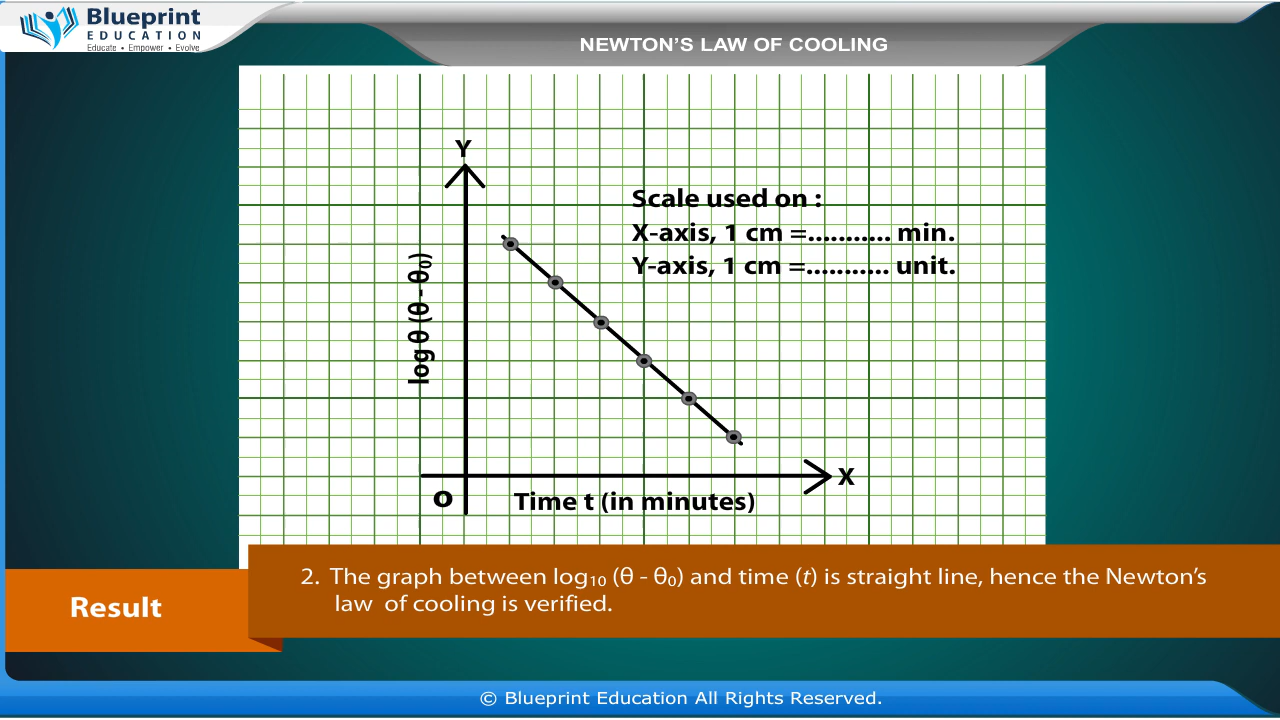 Blueprint
EDUCATION
Educate • Empower • Evolve
NEWTON'S LAW OF COOLING
Y
Scale used on :
X-axis, 1 cm =........... min.
Y-axis, 1 cm =........... unit.
log θ (θ - θ₀)
X
O
Time t (in minutes)
Result
2. The graph between log₁₀ (θ - θ₀) and time (t) is straight line, hence the Newton's
law of cooling is verified.
© Blueprint Education All Rights Reserved.